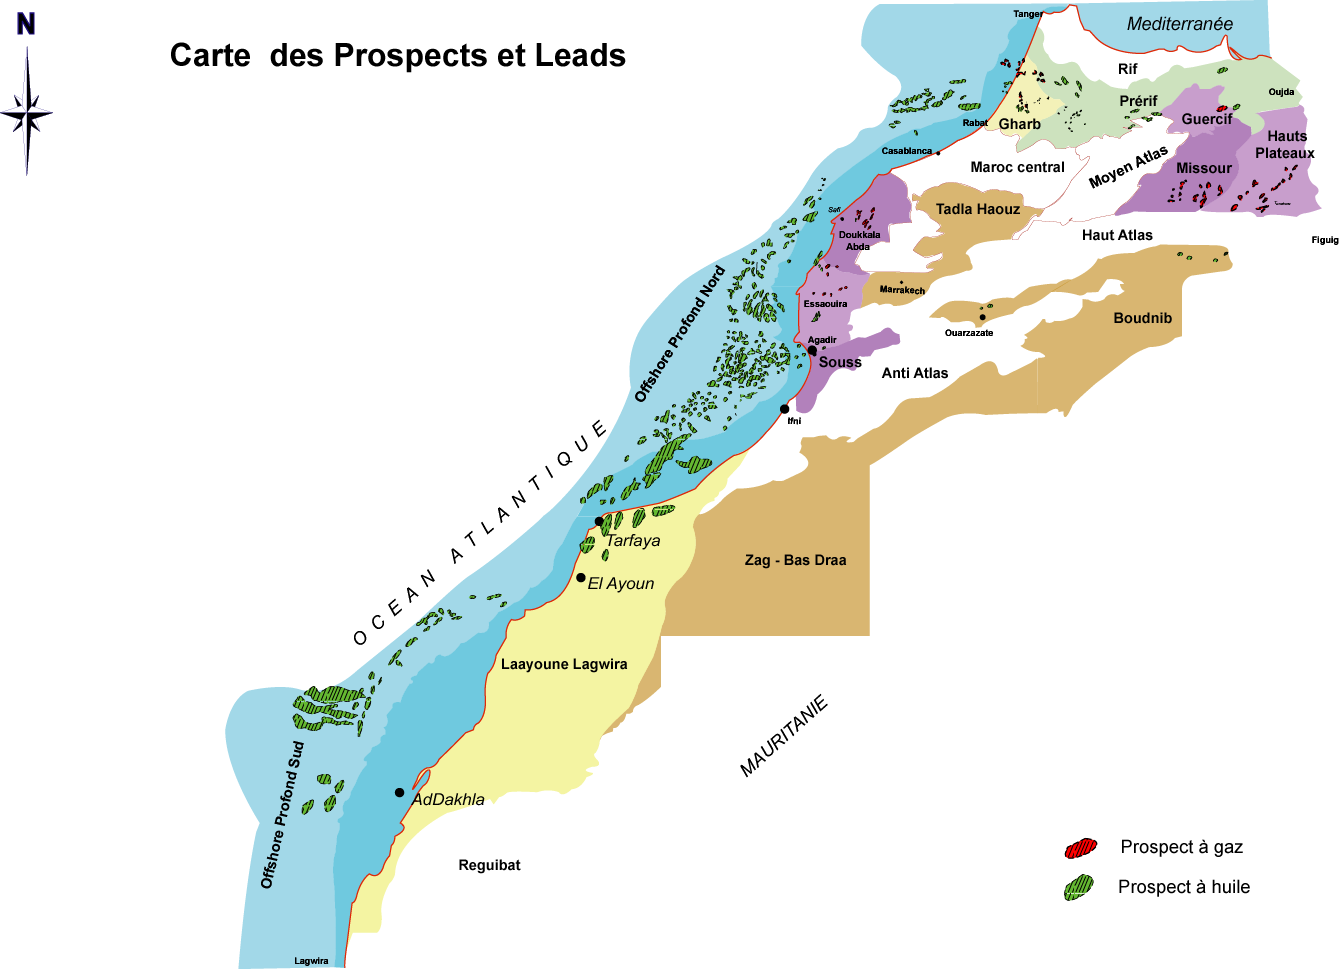 N
Carte  des Prospects et Leads
Tanger
Mediterranée
Rif
Oujda
Prérif
Rabat
Gharb
Guercif
Hauts
Plateaux
Casablanca
Maroc central
Moyen Atlas
Missour
Safi
Tadla Haouz
Doukkala
Abda
Haut Atlas
Figuig
Offshore Profond Nord
Marrakech
Essaouira
Boudnib
Ouarzazate
Agadir
Souss
Anti Atlas
Ifni
OCEAN ATLANTIQUE
Tarfaya
Zag - Bas Draa
El Ayoun
Laayoune Lagwira
MAURITANIE
Offshore Profond Sud
AdDakhla
Reguibat
Prospect à gaz
Prospect à huile
Lagwira